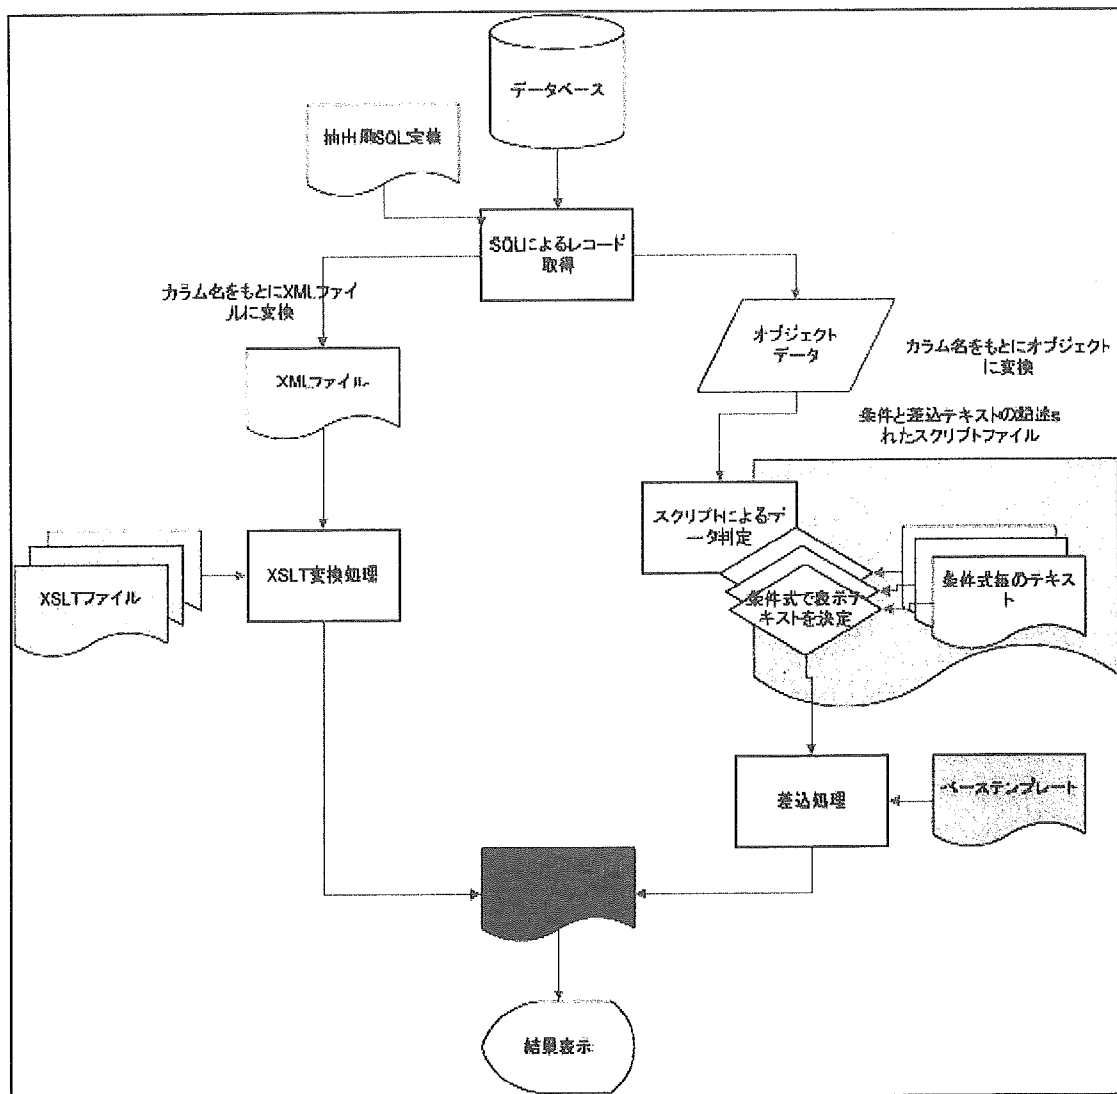 データベース
抽出用SQL定義
SQLによるレコード
取得
カラム名をもとにXMLファイ
ルに変換
オブジェクト
データ
カラム名をもとにオブジェクト
に変換
XMLファイル
条件と差込テキストの記述さ
れたスクリプトファイル
スクリプトによるデ
ータ判定
XSLTファイル
XSLT変換処理
条件式毎のテキス
ト
条件式で表示テ
キストを決定
差込処理
ベーステンプレート
結果表示